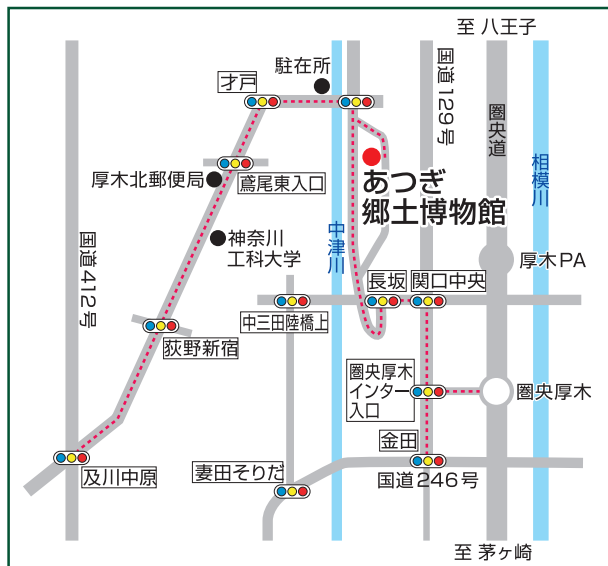 至 八王子
駐在所
才戸
国道129号
圏央道
相模川
鳶尾東入口
厚木北郵便局
あつぎ
郷土博物館
中津川
神奈川
工科大学
国道412号
厚木PA
長坂
関口中央
中三田陸橋上
荻野新宿
圏央厚木
インター
入口
圏央厚木
金田
及川中原
妻田そりだ
国道246号
至 茅ヶ崎